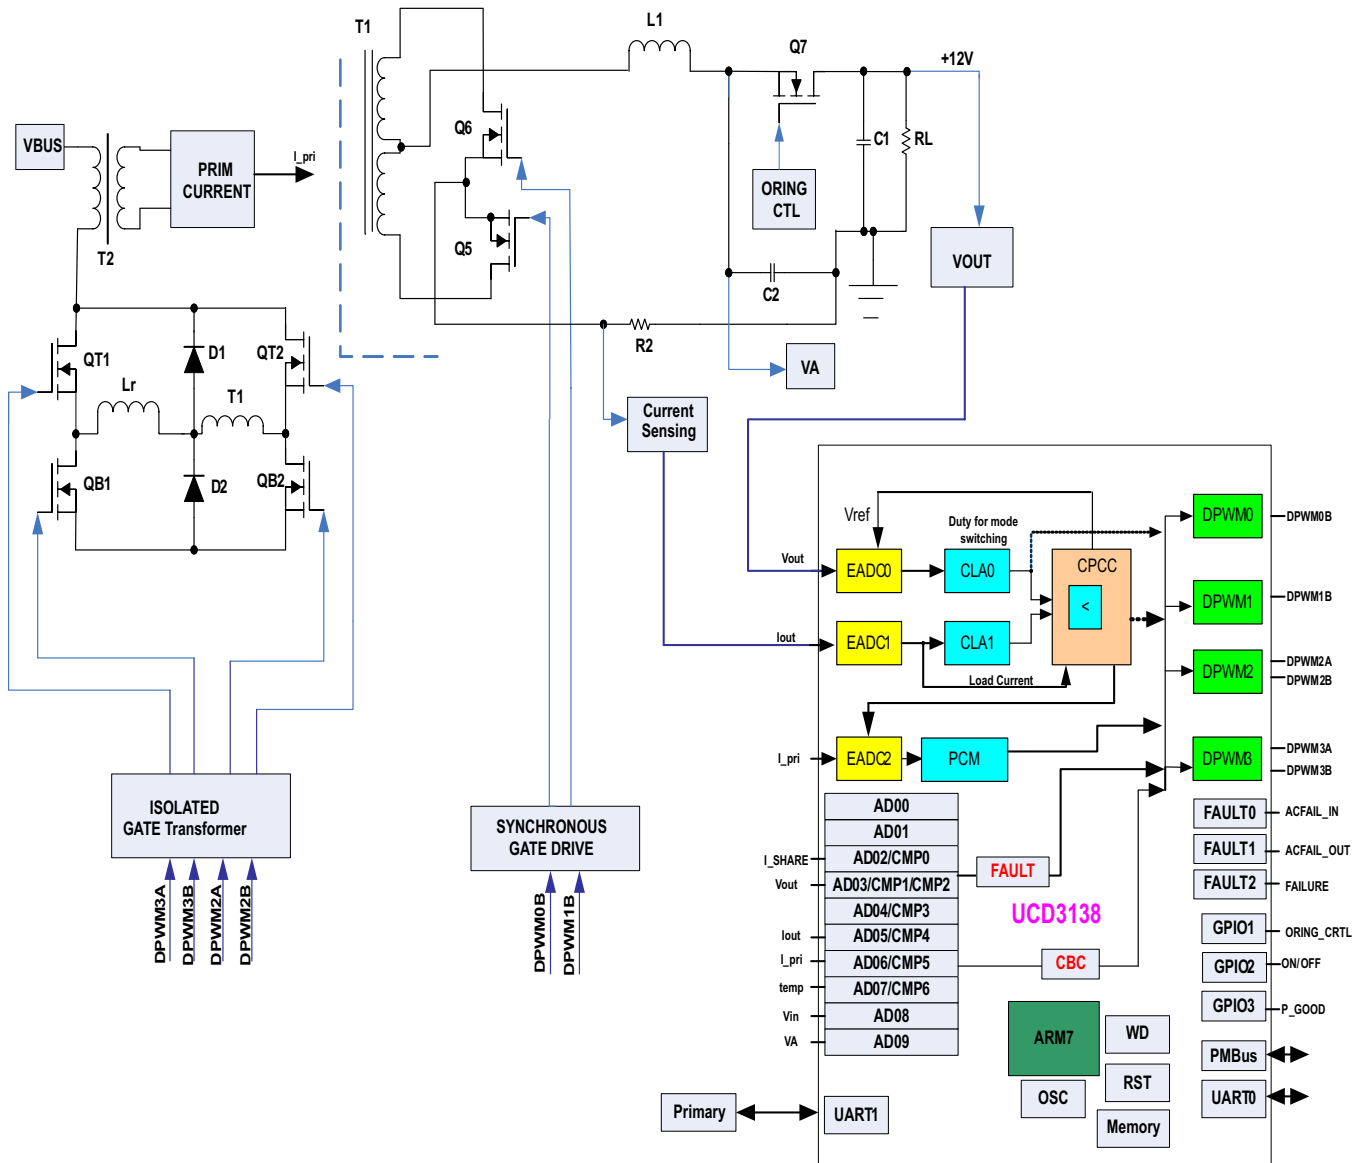 T1
L1
Q7
+12V
VBUS
PRIM
CURRENT
I_pri
T2
Q6
Q5
ORING
CTL
C1
RL
VOUT
C2
R2
VA
QT1
D1
QT2
Lr
T1
QB1
D2
QB2
Current
Sensing
Vref
Duty for mode
switching
Vout
EADC0
CLA0
CPCC
<
DPWM0
DPWM0B
DPWM1
DPWM1B
Iout
EADC1
CLA1
Load Current
DPWM2
DPWM2A
DPWM2B
I_pri
EADC2
PCM
DPWM3
DPWM3A
DPWM3B
ISOLATED
GATE Transformer
DPWM3A
DPWM3B
DPWM2A
DPWM2B
SYNCHRONOUS
GATE DRIVE
DPWM0B
DPWM1B
AD00
AD01
I_SHARE
AD02/CMP0
Vout
AD03/CMP1/CMP2
AD04/CMP3
Iout
AD05/CMP4
I_pri
AD06/CMP5
temp
AD07/CMP6
Vin
AD08
VA
AD09
FAULT
UCD3138
CBC
FAULT0
ACFAIL_IN
FAULT1
ACFAIL_OUT
FAULT2
FAILURE
GPIO1
ORING_CRTL
GPIO2
ON/OFF
GPIO3
P_GOOD
ARM7
WD
PMBus
OSC
RST
UART0
Memory
Primary
UART1